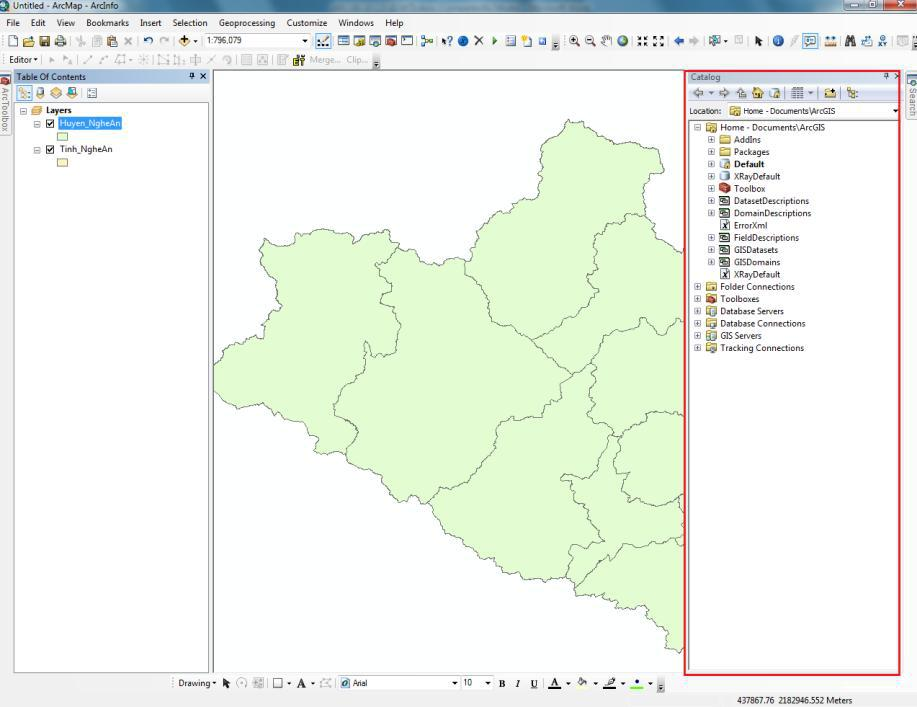 Untitled - ArcMap - ArcInfo
File Edit View Bookmarks Insert Selection Geoprocessing Customize Windows Help
1:796,079
Editor Merge... Clip...
Table Of Contents
ArcToolbox
Layers
Huyen_NgheAn
Tinh_NgheAn
Catalog
Location: Home - Documents\ArcGIS
Home - Documents\ArcGIS
AddIns
Packages
Default
XRayDefault
Toolbox
DatasetDescriptions
DomainDescriptions
ErrorXml
FieldDescriptions
GISDatasets
GISDomains
XRayDefault
Folder Connections
Toolboxes
Database Servers
Database Connections
GIS Servers
Tracking Connections
Search
Drawing A Arial 10 B I U A
437867.76 2182946.552 Meters